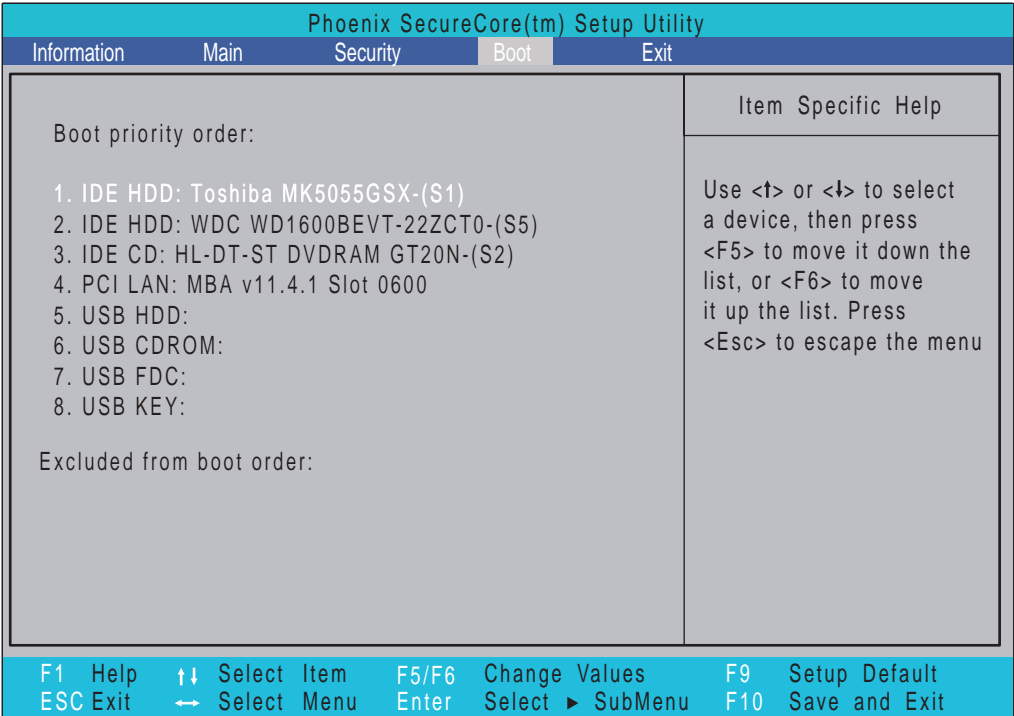 Phoenix SecureCore(tm) Setup Utility
Information Main Security Boot Exit
Boot priority order:
1. IDE HDD: Toshiba MK5055GSX-(S1)
2. IDE HDD: WDC WD1600BEVT-22ZCT0-(S5)
3. IDE CD: HL-DT-ST DVDRAM GT20N-(S2)
4. PCI LAN: MBA v11.4.1 Slot 0600
5. USB HDD:
6. USB CDROM:
7. USB FDC:
8. USB KEY:
Excluded from boot order:
Item Specific Help
Use <↑> or <↓> to select
a device, then press
<F5> to move it down the
list, or <F6> to move
it up the list. Press
<Esc> to escape the menu
F1 Help ↑↓ Select Item F5/F6 Change Values F9 Setup Default
ESC Exit ↔ Select Menu Enter Select ► SubMenu F10 Save and Exit